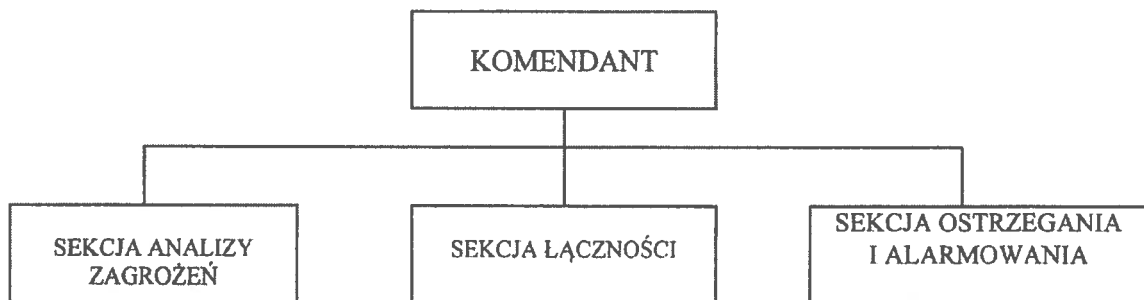 KOMENDANT
SEKCJA ANALIZY
ZAGROŻEŃ
SEKCJA ŁĄCZNOŚCI
SEKCJA OSTRZEGANIA
I ALARMOWANIA